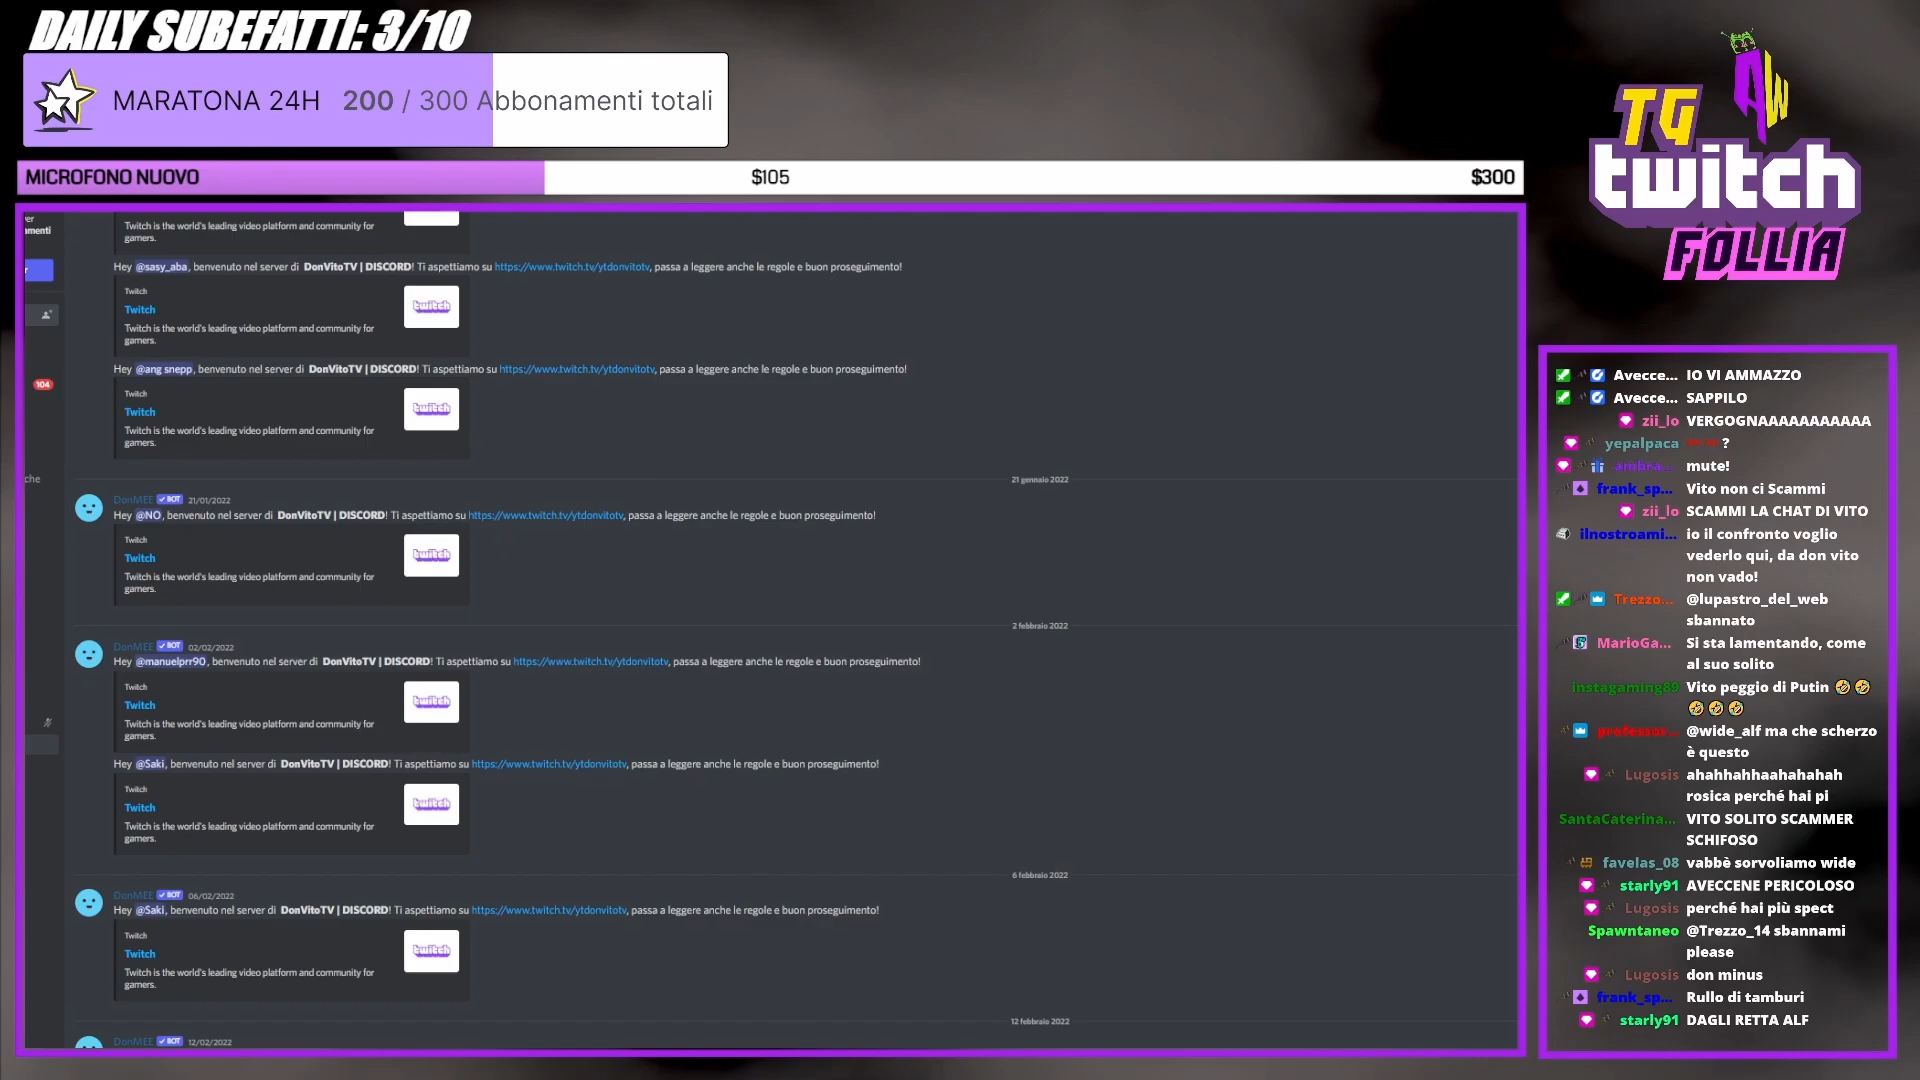 DAILY SUBEFATTI: 3/10
MARATONA 24H 200 / 300 Abbonamenti totali
MICROFONO NUOVO $105 $300
TG
AW
twitch
FOLLIA
Twitch is the world's leading video platform and community for
gamers.
Hey @sasy_aba, benvenuto nel server di DonVitoTV | DISCORD! Ti aspettiamo su https://www.twitch.tv/ytdonvitotv, passa a leggere anche le regole e buon proseguimento!
Twitch
Twitch
Twitch is the world's leading video platform and community for
gamers.
twitch
Hey @ang snepp, benvenuto nel server di DonVitoTV | DISCORD! Ti aspettiamo su https://www.twitch.tv/ytdonvitotv, passa a leggere anche le regole e buon proseguimento!
104
Twitch
Twitch
Twitch is the world's leading video platform and community for
gamers.
twitch
che
21 gennaio 2022
DonMEE BOT 21/01/2022
Hey @NO, benvenuto nel server di DonVitoTV | DISCORD! Ti aspettiamo su https://www.twitch.tv/ytdonvitotv, passa a leggere anche le regole e buon proseguimento!
Twitch
Twitch
Twitch is the world's leading video platform and community for
gamers.
twitch
2 febbraio 2022
DonMEE BOT 02/02/2022
Hey @manuelprr90, benvenuto nel server di DonVitoTV | DISCORD! Ti aspettiamo su https://www.twitch.tv/ytdonvitotv, passa a leggere anche le regole e buon proseguimento!
Twitch
Twitch
Twitch is the world's leading video platform and community for
gamers.
twitch
Hey @Saki, benvenuto nel server di DonVitoTV | DISCORD! Ti aspettiamo su https://www.twitch.tv/ytdonvitotv, passa a leggere anche le regole e buon proseguimento!
Twitch
Twitch
Twitch is the world's leading video platform and community for
gamers.
twitch
6 febbraio 2022
DonMEE BOT 06/02/2022
Hey @Saki, benvenuto nel server di DonVitoTV | DISCORD! Ti aspettiamo su https://www.twitch.tv/ytdonvitotv, passa a leggere anche le regole e buon proseguimento!
Twitch
Twitch
Twitch is the world's leading video platform and community for
gamers.
twitch
12 febbraio 2022
DonMEE BOT 12/02/2022
Avecce... IO VI AMMAZZO
Avecce... SAPPILO
zii_lo VERGOGNAAAAAAAAAAA
yepalpaca ?
ambra... mute!
frank_sp... Vito non ci Scammi
zii_lo SCAMMI LA CHAT DI VITO
ilnostroami... io il confronto voglio
vederlo qui, da don vito
non vado!
Trezzo... @lupastro_del_web
sbannato
MarioGa... Si sta lamentando, come
al suo solito
instagaming89 Vito peggio di Putin 🤣🤣
🤣🤣🤣
professor... @wide_alf ma che scherzo
è questo
Lugosis ahahhahhaahahahah
rosica perché hai pi
SantaCaterina... VITO SOLITO SCAMMER
SCHIFOSO
favelas_08 vabbè sorvoliamo wide
starly91 AVECCENE PERICOLOSO
Lugosis perché hai più spect
Spawntaneo @Trezzo_14 sbannami
please
Lugosis don minus
frank_sp... Rullo di tamburi
starly91 DAGLI RETTA ALF